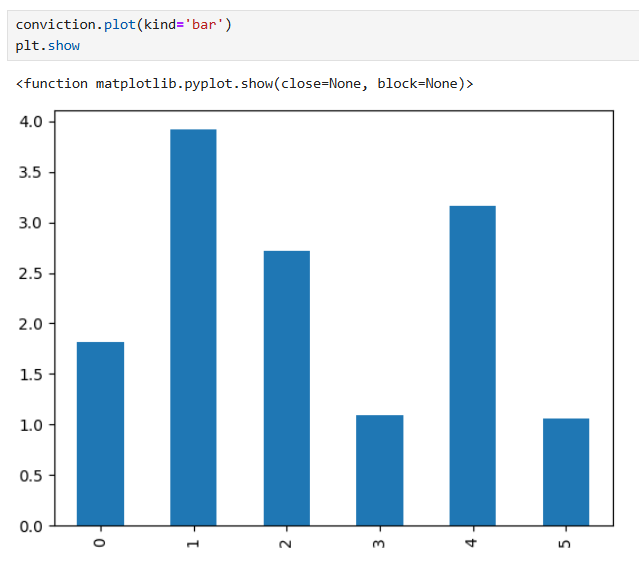 conviction.plot(kind='bar')
plt.show
<function matplotlib.pyplot.show(close=None, block=None)>
4.0
3.5
3.0
2.5
2.0
1.5
1.0
0.5
0.0
0 1 2 3 4 5